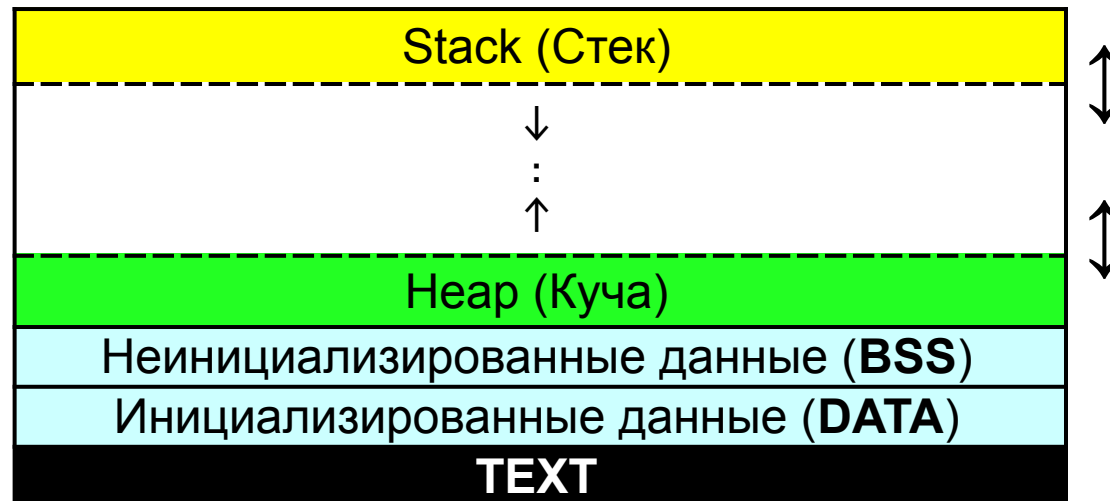 Stack (Стек)
↓
:
↑
Heap (Куча)
Неинициализированные данные (BSS)
Инициализированные данные (DATA)
TEXT